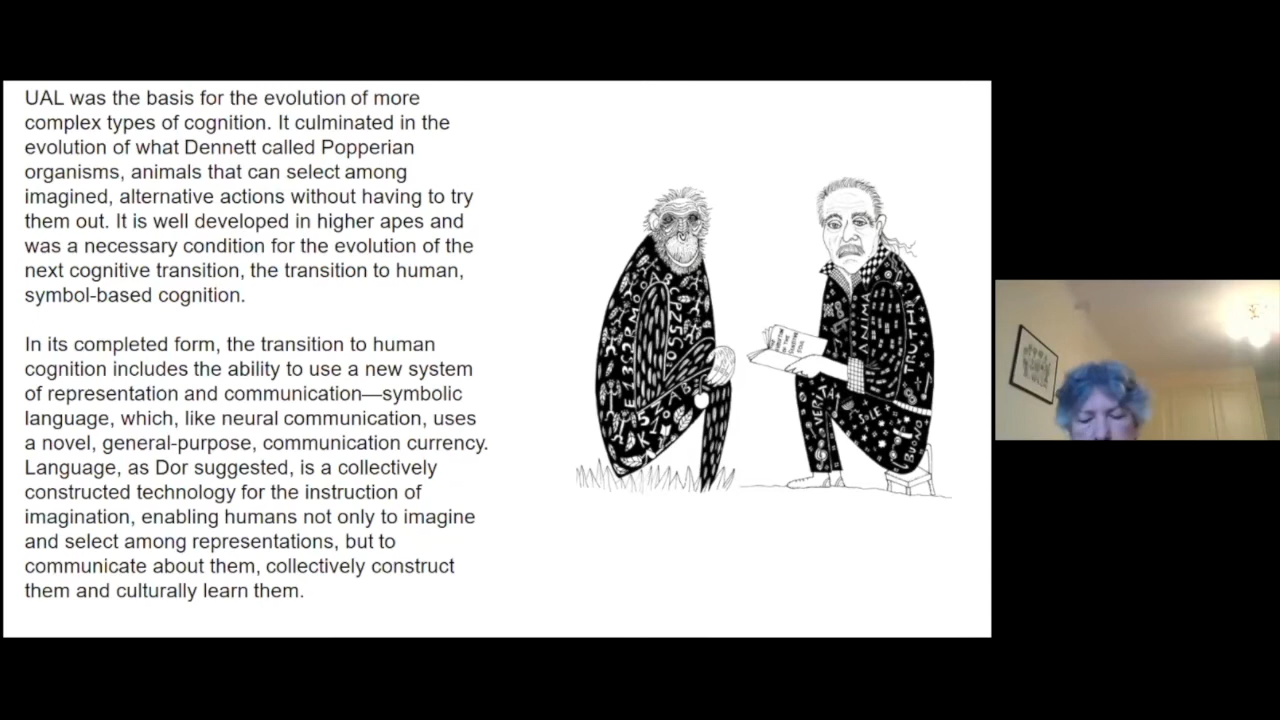 UAL was the basis for the evolution of more
complex types of cognition. It culminated in the
evolution of what Dennett called Popperian
organisms, animals that can select among
imagined, alternative actions without having to try
them out. It is well developed in higher apes and
was a necessary condition for the evolution of the
next cognitive transition, the transition to human,
symbol-based cognition.
In its completed form, the transition to human
cognition includes the ability to use a new system
of representation and communication—symbolic
language, which, like neural communication, uses
a novel, general-purpose, communication currency.
Language, as Dor suggested, is a collectively
constructed technology for the instruction of
imagination, enabling humans not only to imagine
and select among representations, but to
communicate about them, collectively construct
them and culturally learn them.
ANIMA
TRUTH
BUONO